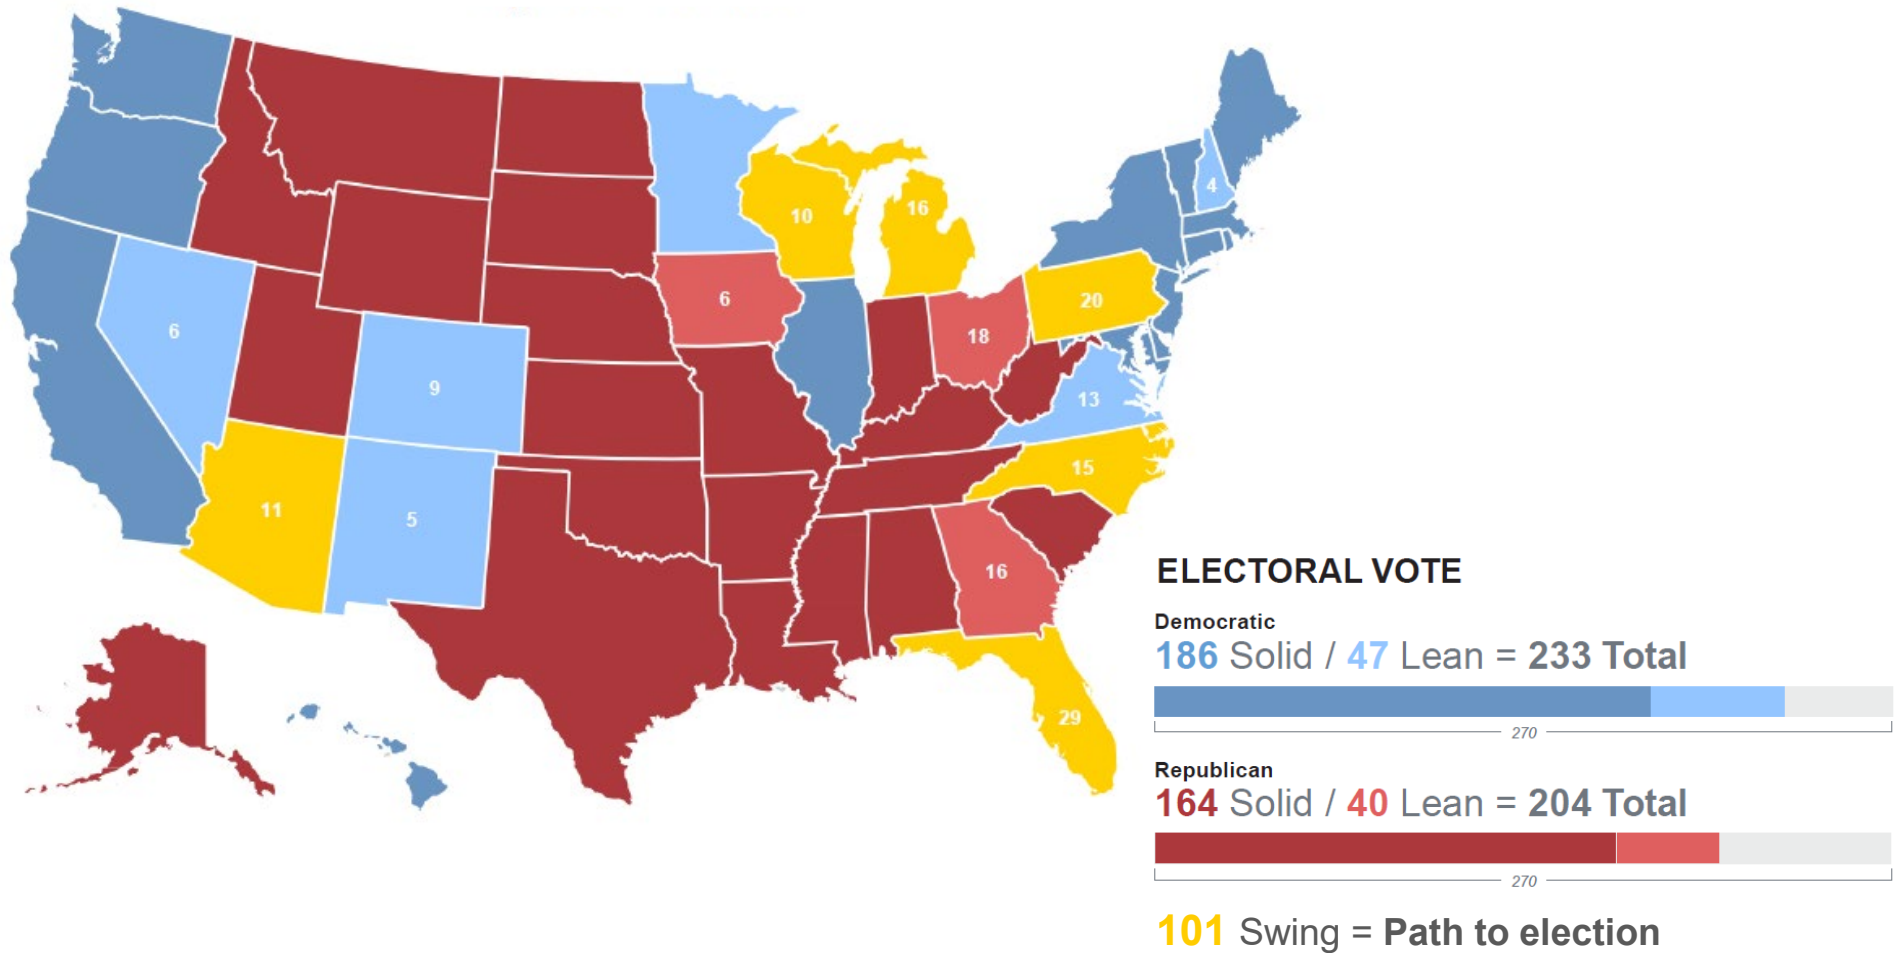 4
10
16
6
20
6
18
9
13
15
11
5
16
29
ELECTORAL VOTE
Democratic
186 Solid / 47 Lean = 233 Total
270
Republican
164 Solid / 40 Lean = 204 Total
270
101 Swing = Path to election